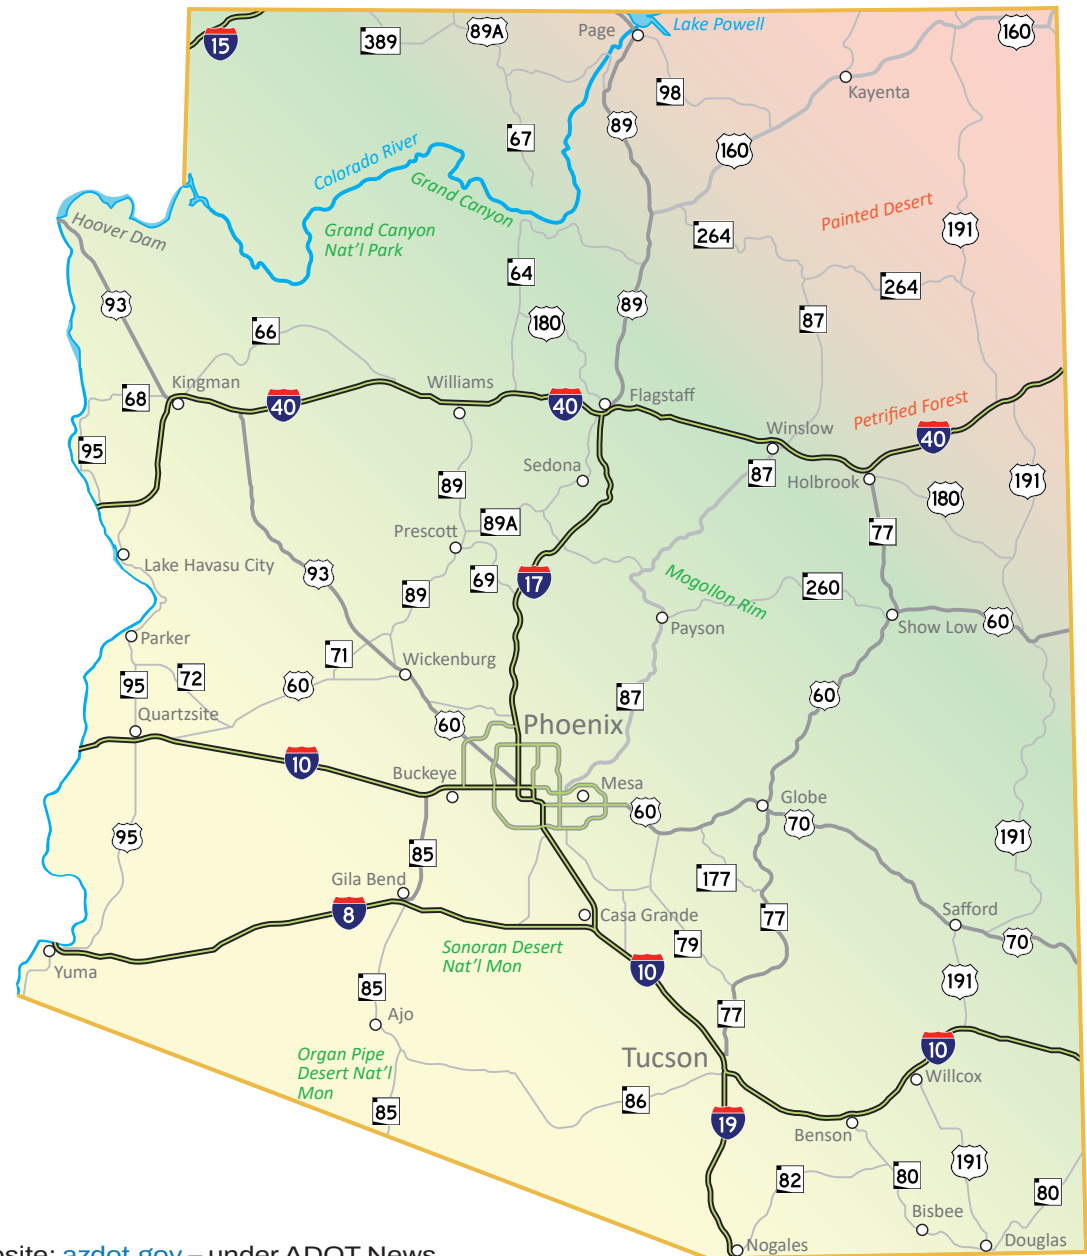 15
389
89A
Page
Lake Powell
160
Kayenta
98
89
67
160
Colorado River
Grand Canyon
Grand Canyon
Nat'l Park
Painted Desert
Hoover Dam
264
191
64
264
93
89
180
87
66
Kingman
Williams
68
40
40
Flagstaff
Petrified Forest
Winslow
40
95
Sedona
87
Holbrook
191
89
180
89A
Prescott
77
Lake Havasu City
93
69
17
Mogollon Rim
89
260
Parker
Payson
Show Low
60
71
Wickenburg
72
95
60
87
60
Quartzsite
60
Phoenix
10
Buckeye
Mesa
Globe
60
70
95
191
85
Gila Bend
177
8
Casa Grande
77
Safford
79
Sonoran Desert
Nat'l Mon
70
Yuma
10
191
85
Ajo
77
Organ Pipe
Desert Nat'l
Mon
Tucson
10
Willcox
86
85
19
Benson
191
82
80
80
Bisbee
Nogales
Douglas
site: azdot.gov – under ADOT News